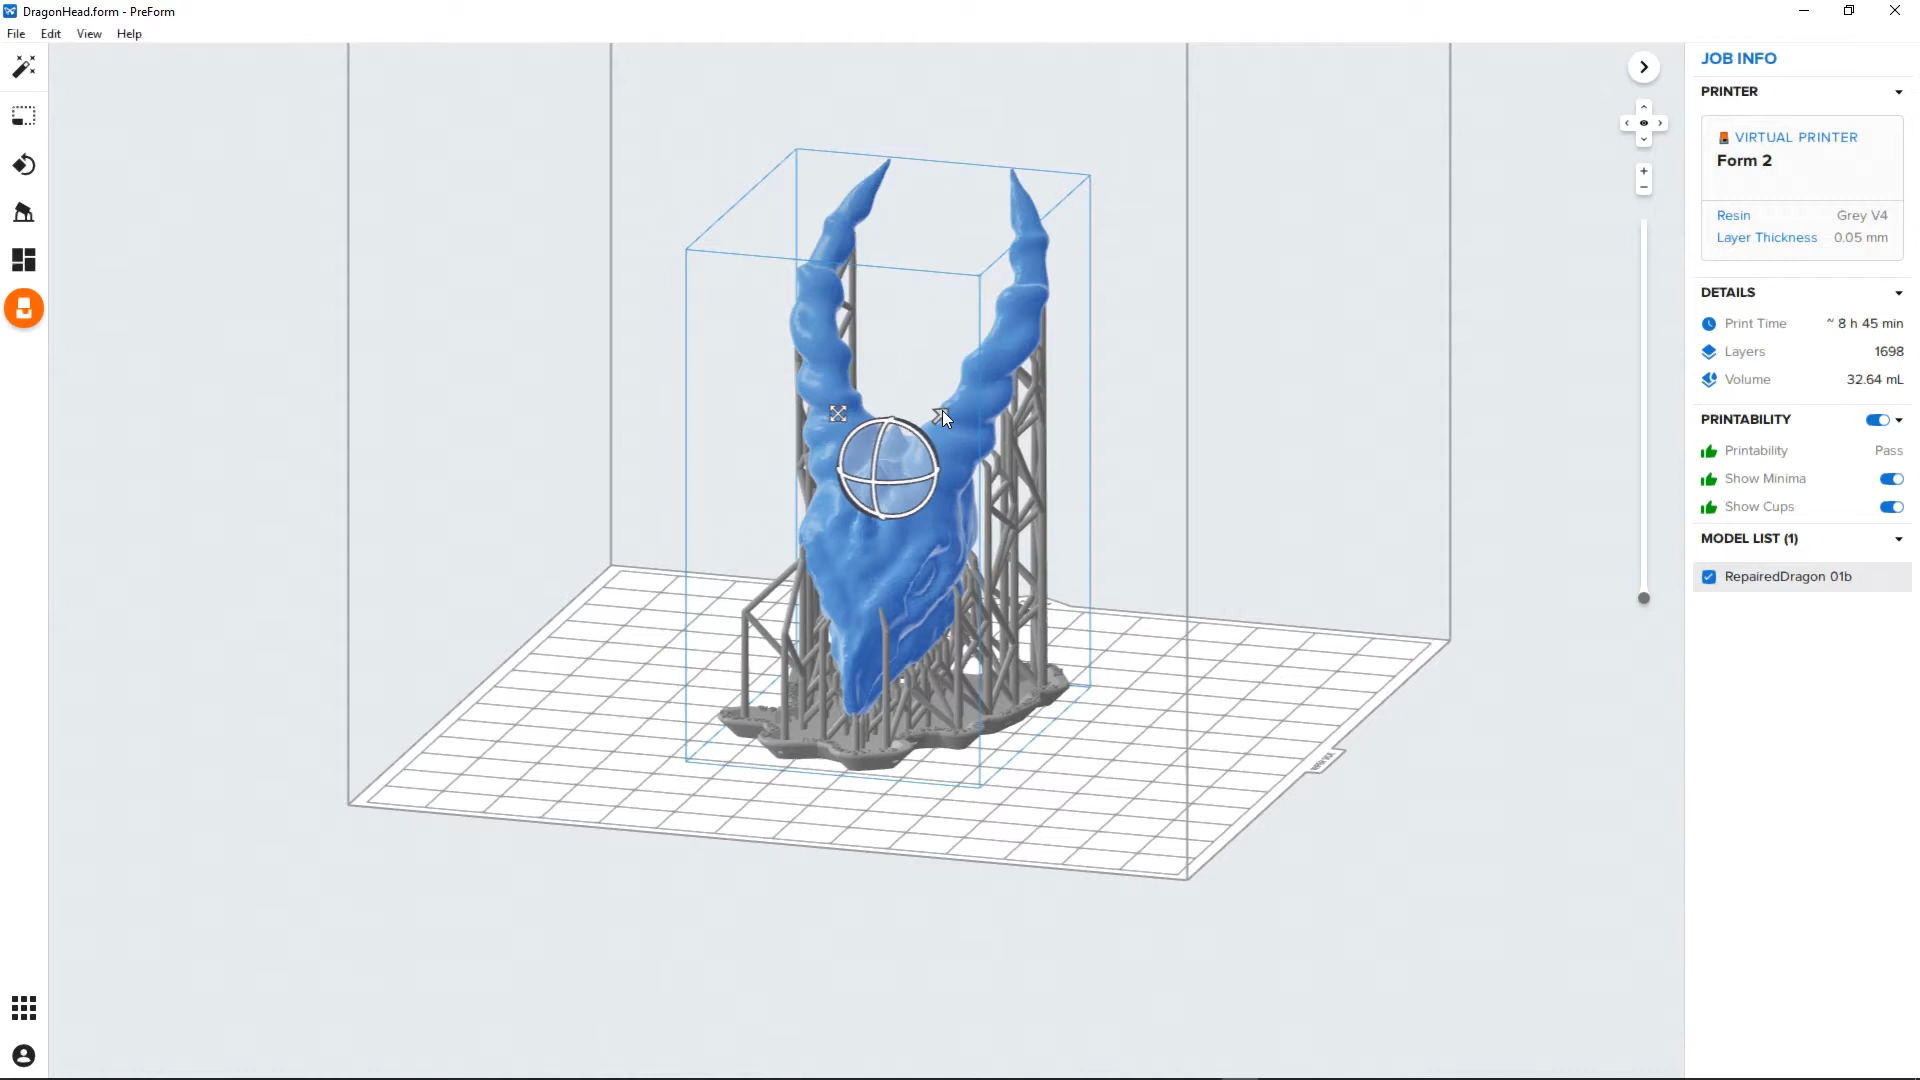 DragonHead.form - PreForm
File Edit View Help
JOB INFO
PRINTER
VIRTUAL PRINTER
Form 2
Resin Grey V4
Layer Thickness 0.05 mm
DETAILS
Print Time ~ 8 h 45 min
Layers 1698
Volume 32.64 mL
PRINTABILITY
Printability Pass
Show Minima
Show Cups
MODEL LIST (1)
RepairedDragon 01b